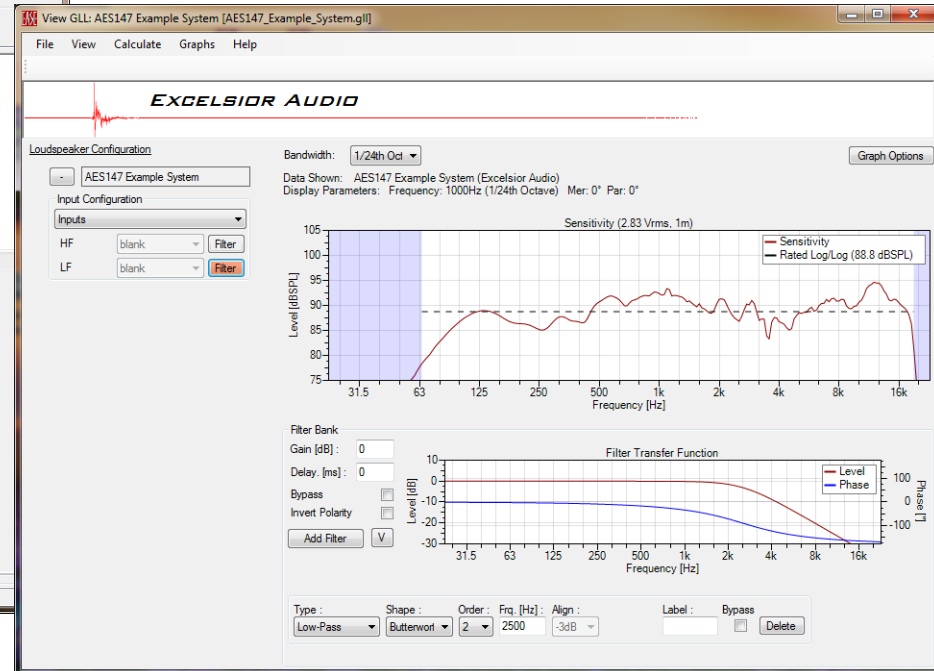 View GLL: AES147 Example System [AES147_Example_System.gll]
File View Calculate Graphs Help
EXCELSIOR AUDIO
Loudspeaker Configuration
- AES147 Example System
Input Configuration
Inputs
HF blank Filter
LF blank Filter
Bandwidth: 1/24th Oct Graph Options
Data Shown: AES147 Example System (Excelsior Audio)
Display Parameters: Frequency: 1000Hz (1/24th Octave) Mer: 0° Par: 0°
Sensitivity (2.83 Vrms, 1m)
Sensitivity
Rated Log/Log (88.8 dBSPL)
Level [dBSPL]
105
100
95
90
85
80
75
31.5 63 125 250 500 1k 2k 4k 8k 16k
Frequency [Hz]
Filter Bank
Gain [dB] : 0
Delay. [ms] : 0
Bypass
Invert Polarity
Add Filter V
Filter Transfer Function
Level
Phase
Level [dB]
10
0
-10
-20
-30
100
0
-100
Phase [°]
31.5 63 125 250 500 1k 2k 4k 8k 16k
Frequency [Hz]
Type : Shape : Order : Frq. [Hz] : Align : Label : Bypass
Low-Pass Butterwort 2 2500 -3dB Delete